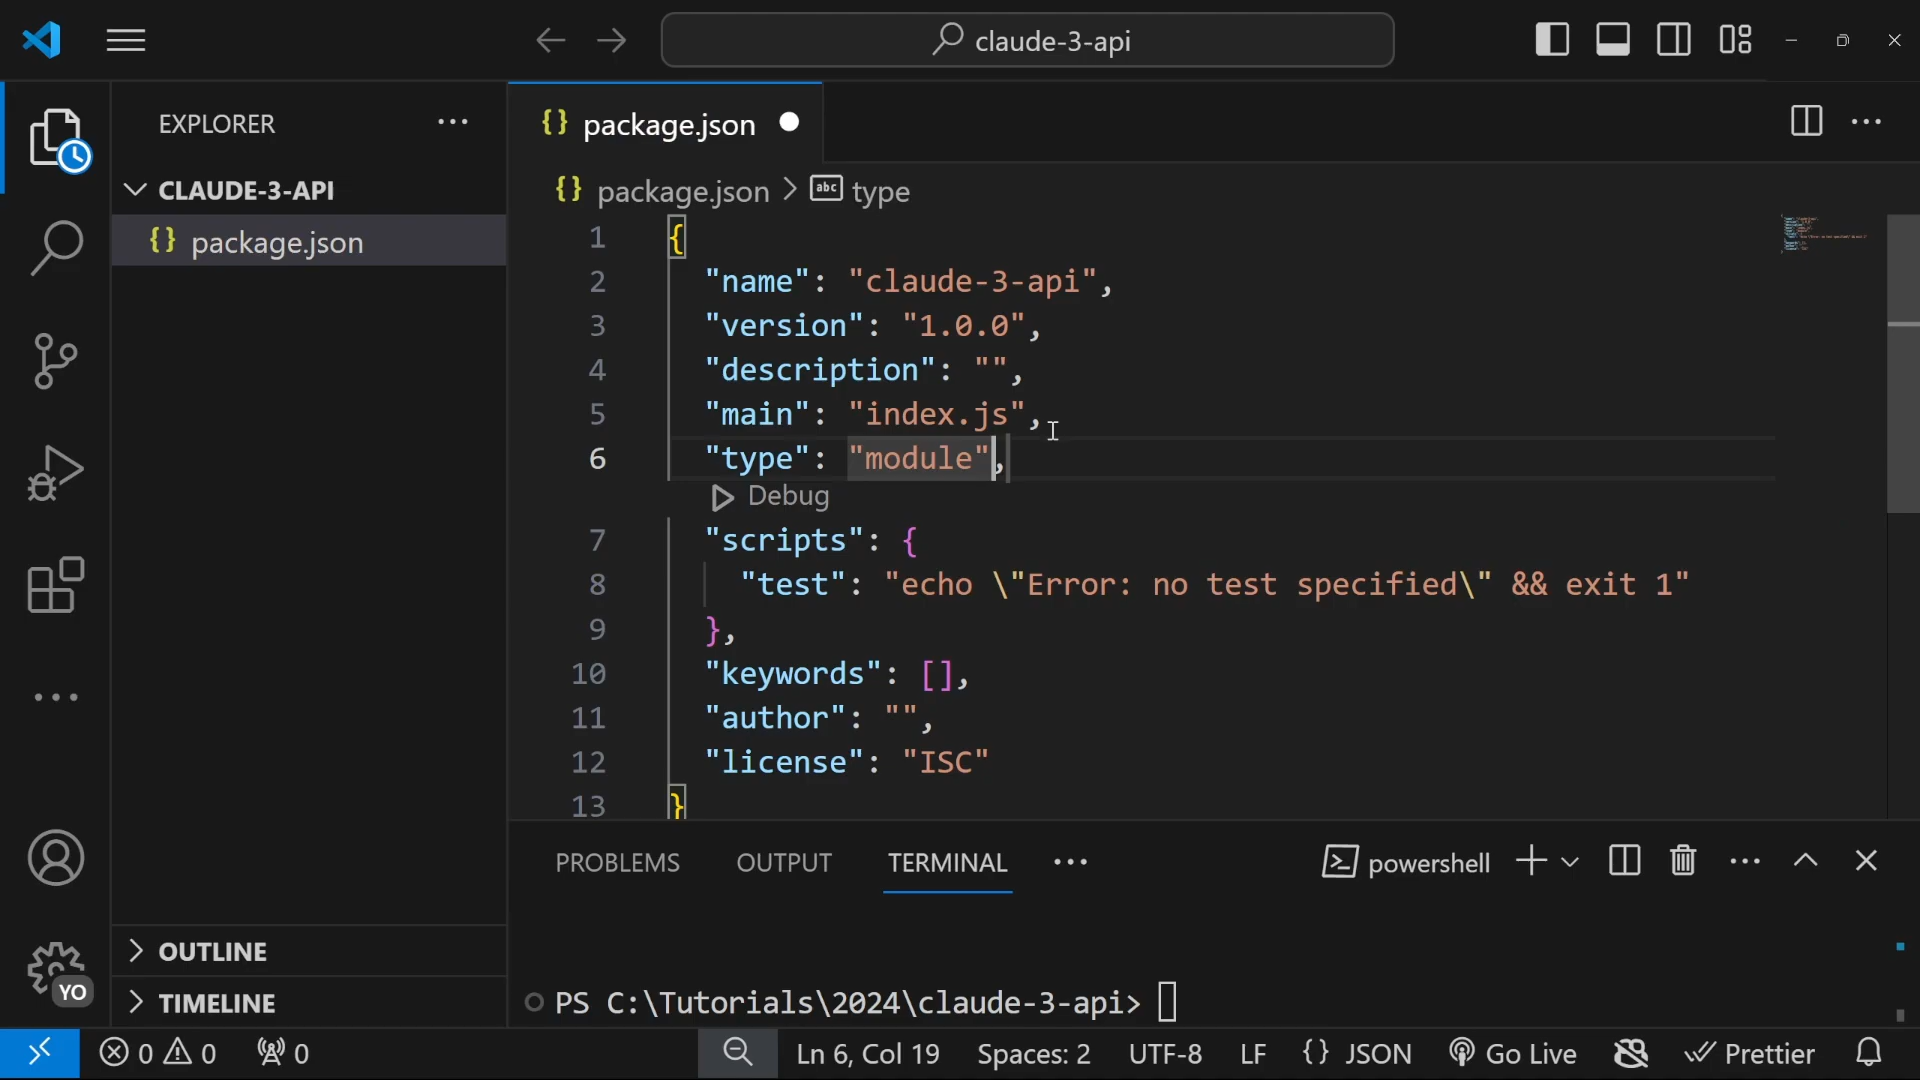 claude-3-api
EXPLORER
CLAUDE-3-API
{} package.json
{} package.json
{} package.json > abc type
1 {
2 "name": "claude-3-api",
3 "version": "1.0.0",
4 "description": "",
5 "main": "index.js",
6 "type": "module",
Debug
7 "scripts": {
8 "test": "echo \"Error: no test specified\" && exit 1"
9 },
10 "keywords": [],
11 "author": "",
12 "license": "ISC"
13 }
PROBLEMS OUTPUT TERMINAL
powershell
PS C:\Tutorials\2024\claude-3-api>
OUTLINE
TIMELINE
YO
0 0 0
Ln 6, Col 19 Spaces: 2 UTF-8 LF {} JSON Go Live Prettier